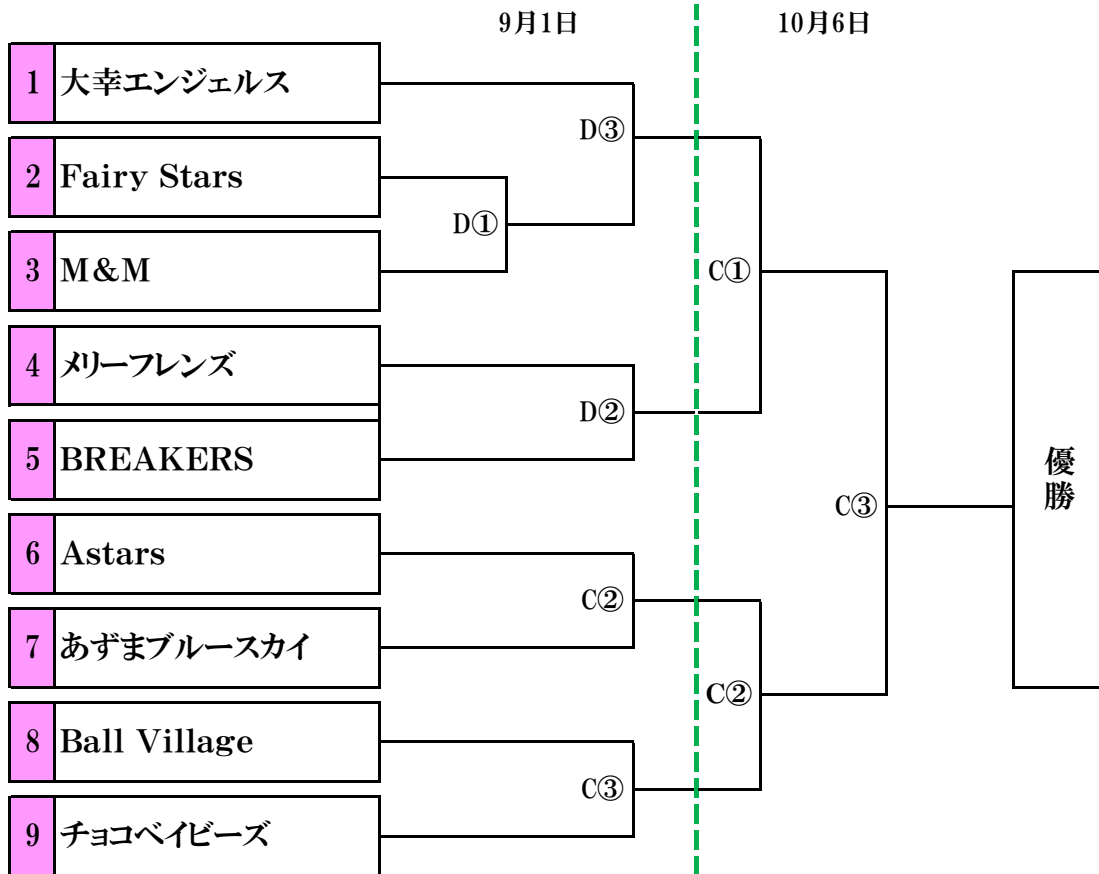 9月1日
10月6日
1 大幸エンジェルス
D③
2 Fairy Stars
D①
3 M&M
C①
4 メリーフレンズ
D②
5 BREAKERS
優勝
C③
6 Astars
C②
7 あずまブルースカイ
C②
8 Ball Village
C③
9 チョコベイビーズ